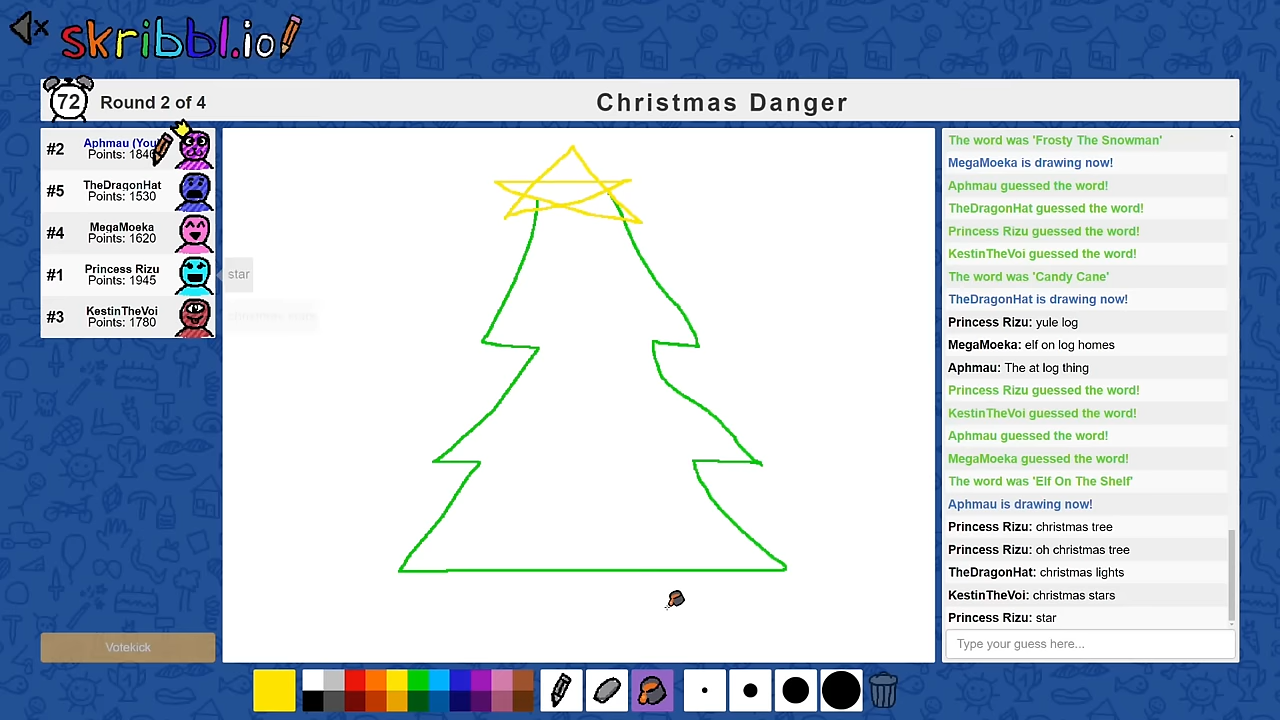 skribbl.io
72 Round 2 of 4
Christmas Danger
#2 Aphmau (You
Points: 1840
#5 TheDragonHat
Points: 1530
#4 MegaMoeka
Points: 1620
#1 Princess Rizu
Points: 1945
#3 KestinTheVoi
Points: 1780
star
christmas stars
Votekick
The word was 'Frosty The Snowman'
MegaMoeka is drawing now!
Aphmau guessed the word!
TheDragonHat guessed the word!
Princess Rizu guessed the word!
KestinTheVoi guessed the word!
The word was 'Candy Cane'
TheDragonHat is drawing now!
Princess Rizu: yule log
MegaMoeka: elf on log homes
Aphmau: The at log thing
Princess Rizu guessed the word!
KestinTheVoi guessed the word!
Aphmau guessed the word!
MegaMoeka guessed the word!
The word was 'Elf On The Shelf'
Aphmau is drawing now!
Princess Rizu: christmas tree
Princess Rizu: oh christmas tree
TheDragonHat: christmas lights
KestinTheVoi: christmas stars
Princess Rizu: star
Type your guess here...